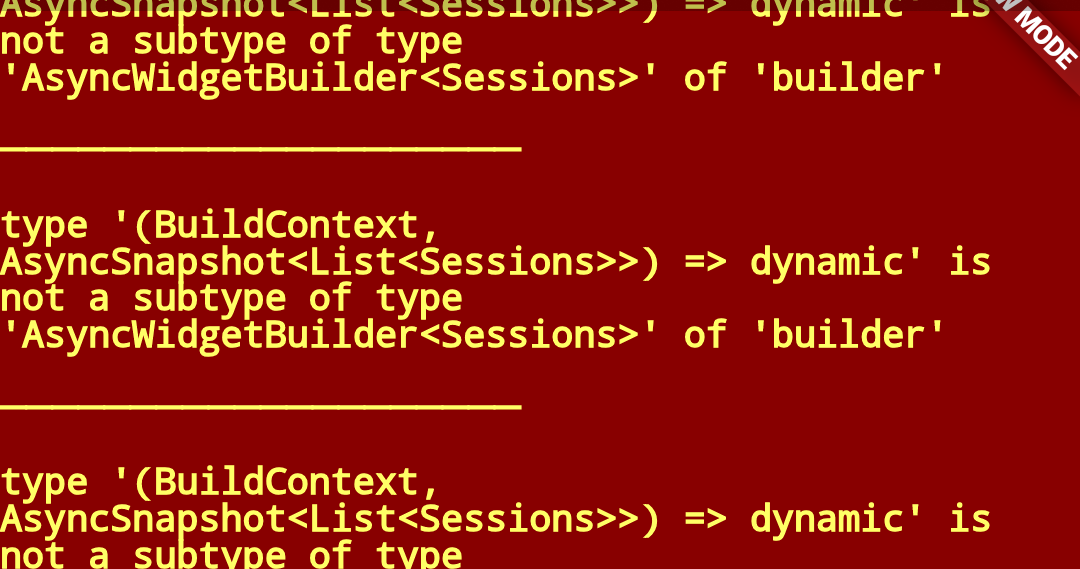 AsyncSnapshot<List<Sessions>>) => dynamic' is
not a subtype of type
'AsyncWidgetBuilder<Sessions>' of 'builder'
type '(BuildContext,
AsyncSnapshot<List<Sessions>>) => dynamic' is
not a subtype of type
'AsyncWidgetBuilder<Sessions>' of 'builder'
type '(BuildContext,
AsyncSnapshot<List<Sessions>>) => dynamic' is
not a subtype of type
MODE